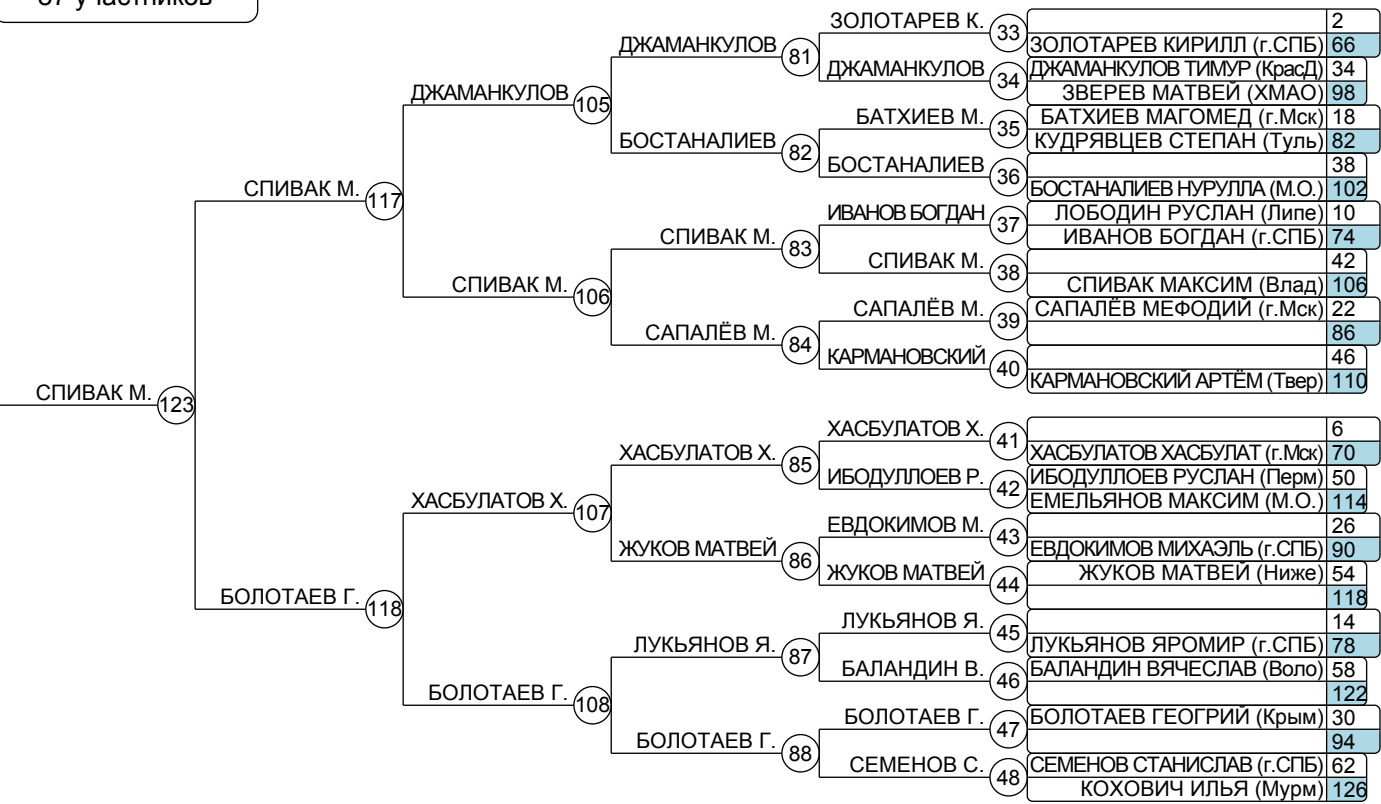 37 участников
ЗОЛОТАРЕВ К.
33
2
ЗОЛОТАРЕВ КИРИЛЛ (г.СПБ) 66
ДЖАМАНКУЛОВ
81
ДЖАМАНКУЛОВ
34
ДЖАМАНКУЛОВ ТИМУР (КрасД) 34
ЗВЕРЕВ МАТВЕЙ (ХМАО) 98
ДЖАМАНКУЛОВ
105
БАТХИЕВ М.
35
БАТХИЕВ МАГОМЕД (г.Мск) 18
КУДРЯВЦЕВ СТЕПАН (Туль) 82
БОСТАНАЛИЕВ
82
БОСТАНАЛИЕВ
36
38
БОСТАНАЛИЕВ НУРУЛЛА (М.О.) 102
СПИВАК М.
117
ИВАНОВ БОГДАН
37
ЛОБОДИН РУСЛАН (Липе) 10
ИВАНОВ БОГДАН (г.СПБ) 74
СПИВАК М.
83
СПИВАК М.
38
42
СПИВАК МАКСИМ (Влад) 106
СПИВАК М.
106
САПАЛЁВ М.
39
САПАЛЁВ МЕФОДИЙ (г.Мск) 22
86
САПАЛЁВ М.
84
КАРМАНОВСКИЙ
40
46
КАРМАНОВСКИЙ АРТЁМ (Твер) 110
СПИВАК М.
123
ХАСБУЛАТОВ Х.
41
6
ХАСБУЛАТОВ ХАСБУЛАТ (г.Мск) 70
ХАСБУЛАТОВ Х.
85
ИБОДУЛЛОЕВ Р.
42
ИБОДУЛЛОЕВ РУСЛАН (Перм) 50
ЕМЕЛЬЯНОВ МАКСИМ (М.О.) 114
ХАСБУЛАТОВ Х.
107
ЕВДОКИМОВ М.
43
26
ЕВДОКИМОВ МИХАЭЛЬ (г.СПБ) 90
ЖУКОВ МАТВЕЙ
86
ЖУКОВ МАТВЕЙ
44
ЖУКОВ МАТВЕЙ (Ниже) 54
118
БОЛОТАЕВ Г.
118
ЛУКЬЯНОВ Я.
45
14
ЛУКЬЯНОВ ЯРОМИР (г.СПБ) 78
ЛУКЬЯНОВ Я.
87
БАЛАНДИН В.
46
БАЛАНДИН ВЯЧЕСЛАВ (Воло) 58
122
БОЛОТАЕВ Г.
108
БОЛОТАЕВ Г.
47
БОЛОТАЕВ ГЕОГРИЙ (Крым) 30
94
БОЛОТАЕВ Г.
88
СЕМЕНОВ С.
48
СЕМЕНОВ СТАНИСЛАВ (г.СПБ) 62
КОХОВИЧ ИЛЬЯ (Мурм) 126